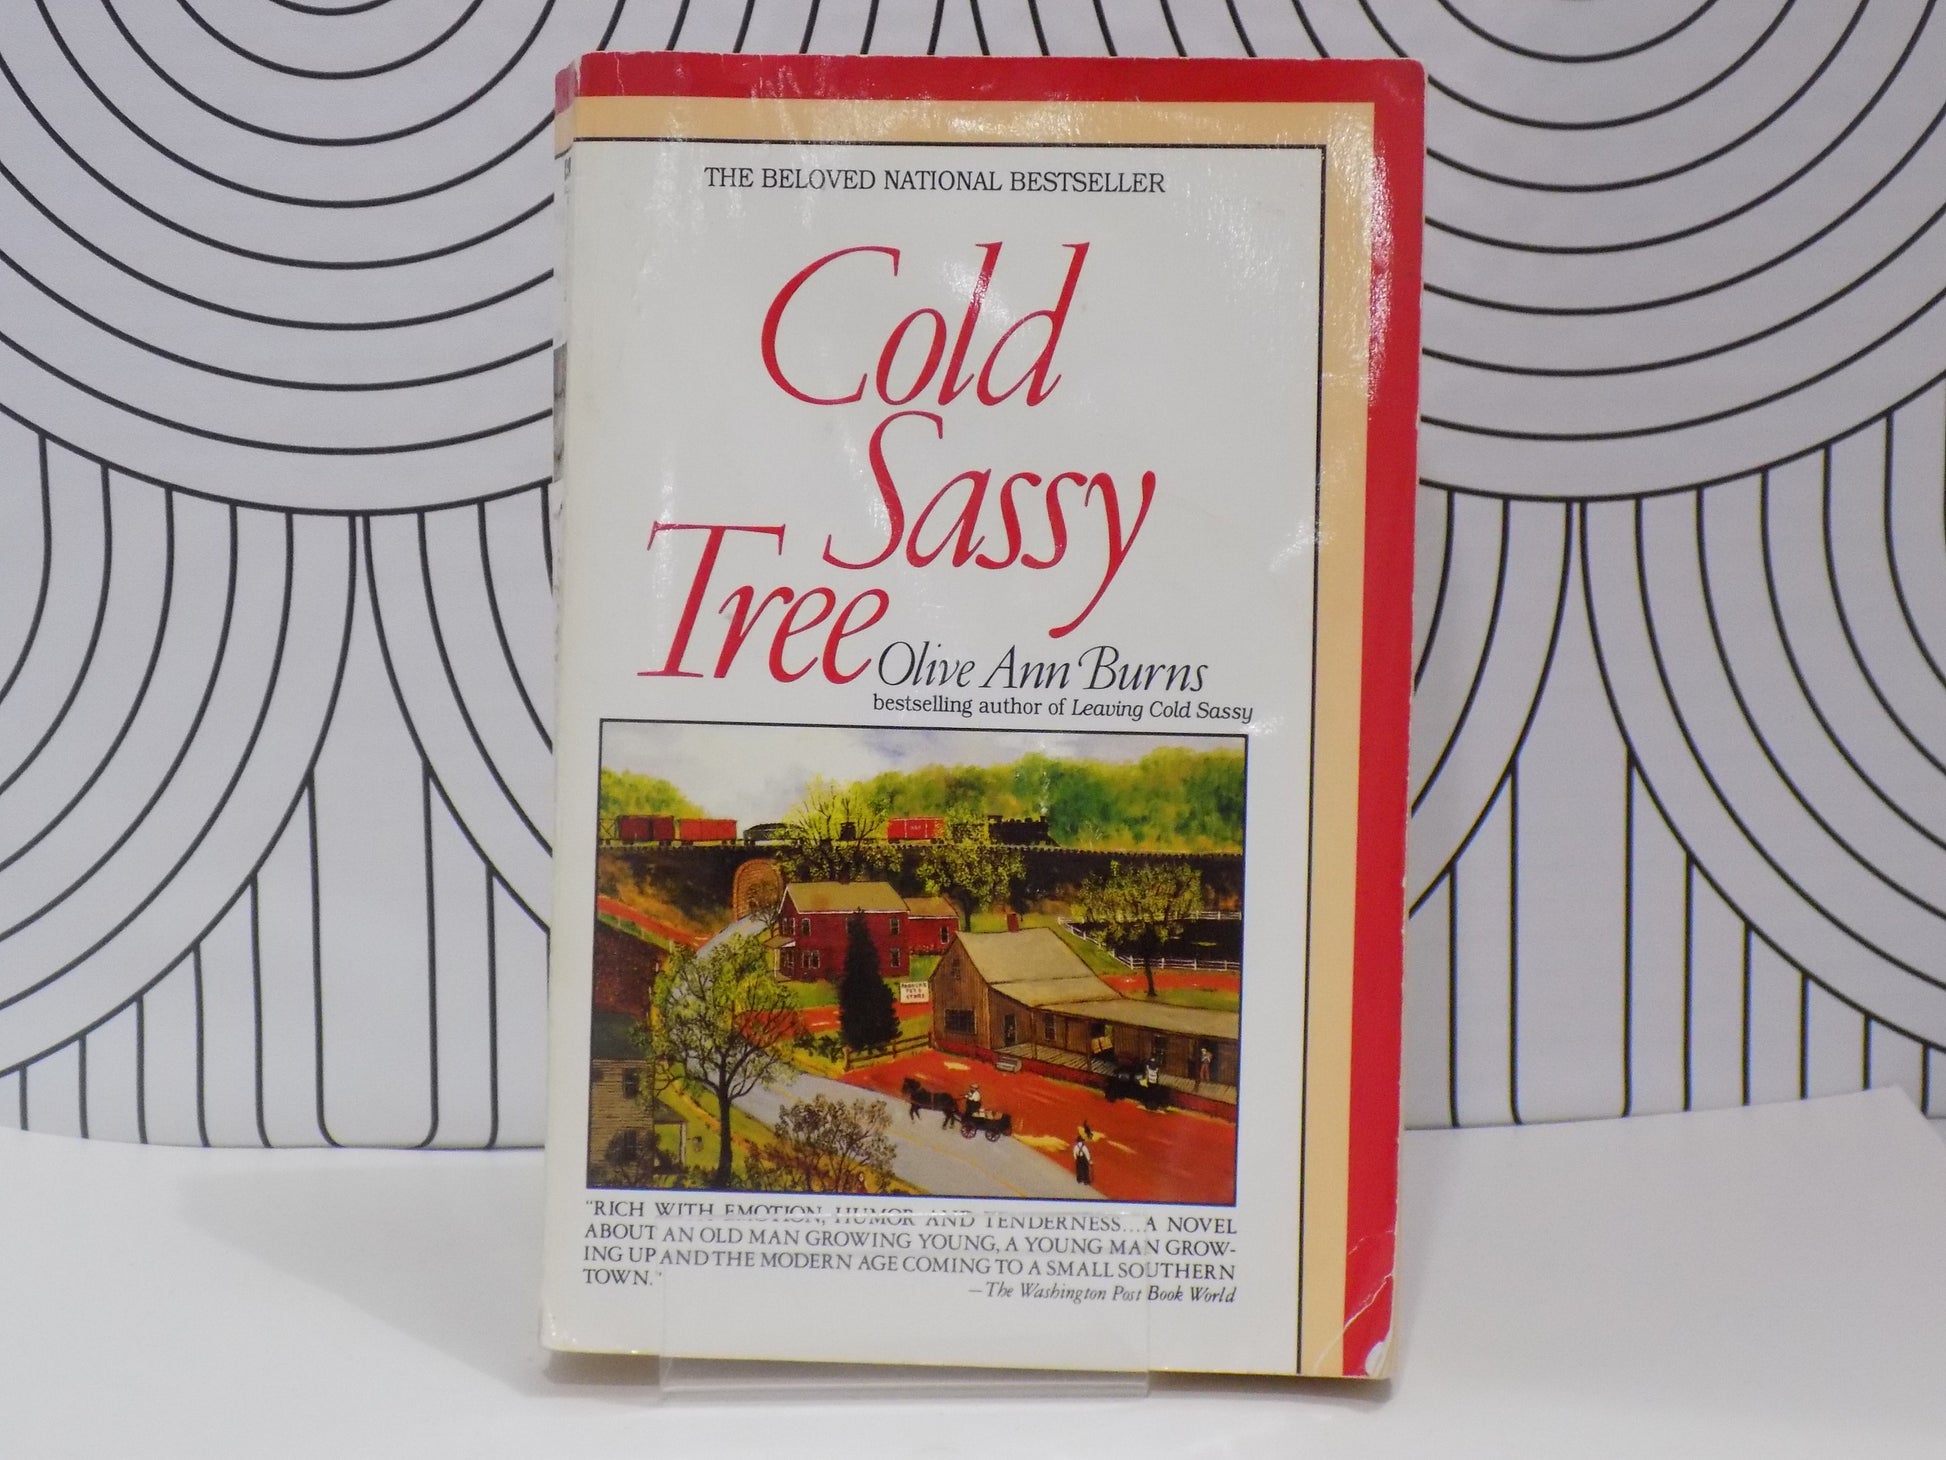 THE BELOVED NATIONAL BESTSELLER
Cold
Sassy
Tree
Olive Ann Burns
bestselling author of Leaving Cold Sassy
"RICH WITH EMOTION, HUMOR AND TENDERNESS...A NOVEL
ABOUT AN OLD MAN GROWING YOUNG, A YOUNG MAN GROW-
ING UP AND THE MODERN AGE COMING TO A SMALL SOUTHERN
TOWN."
—The Washington Post Book World